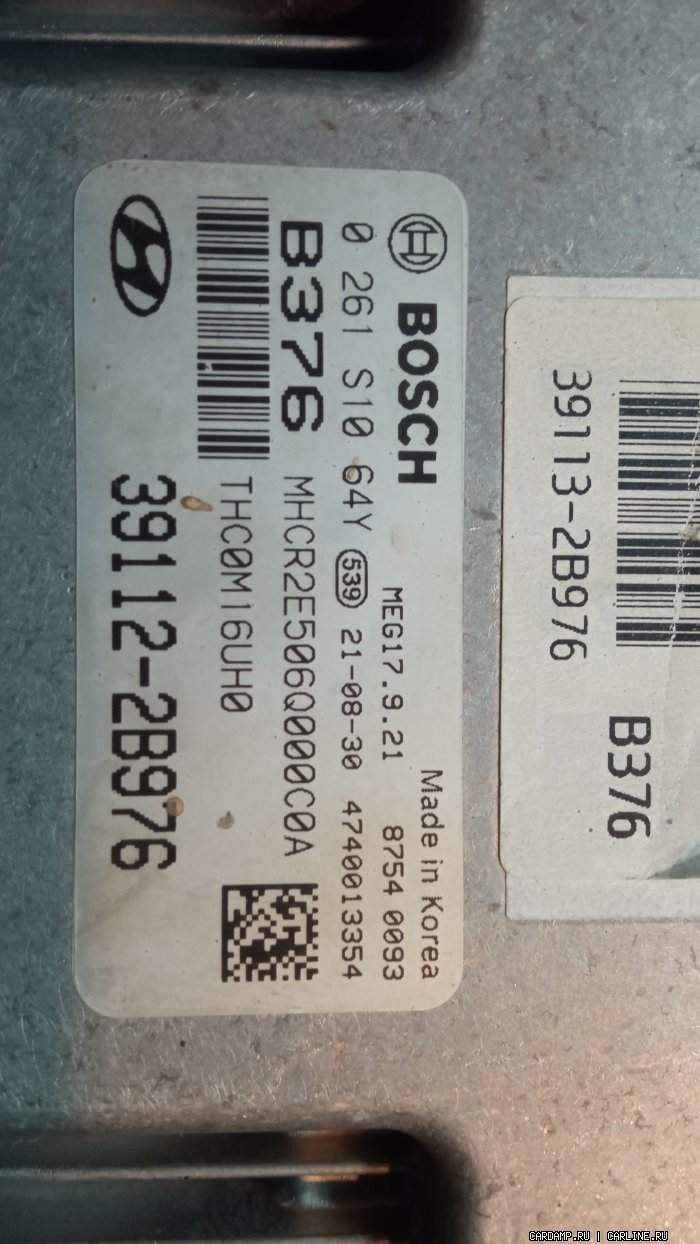 BOSCH
Made in Korea
MEG17.9.21 8754 0093
0 261 S10 64Y 539 21-08-30 4740013354
B376 MHCR2E506Q000C0A
THC0M16UH0
39112-2B976
B376
39113-2B976
CARDAMP.RU | CARLINE.RU